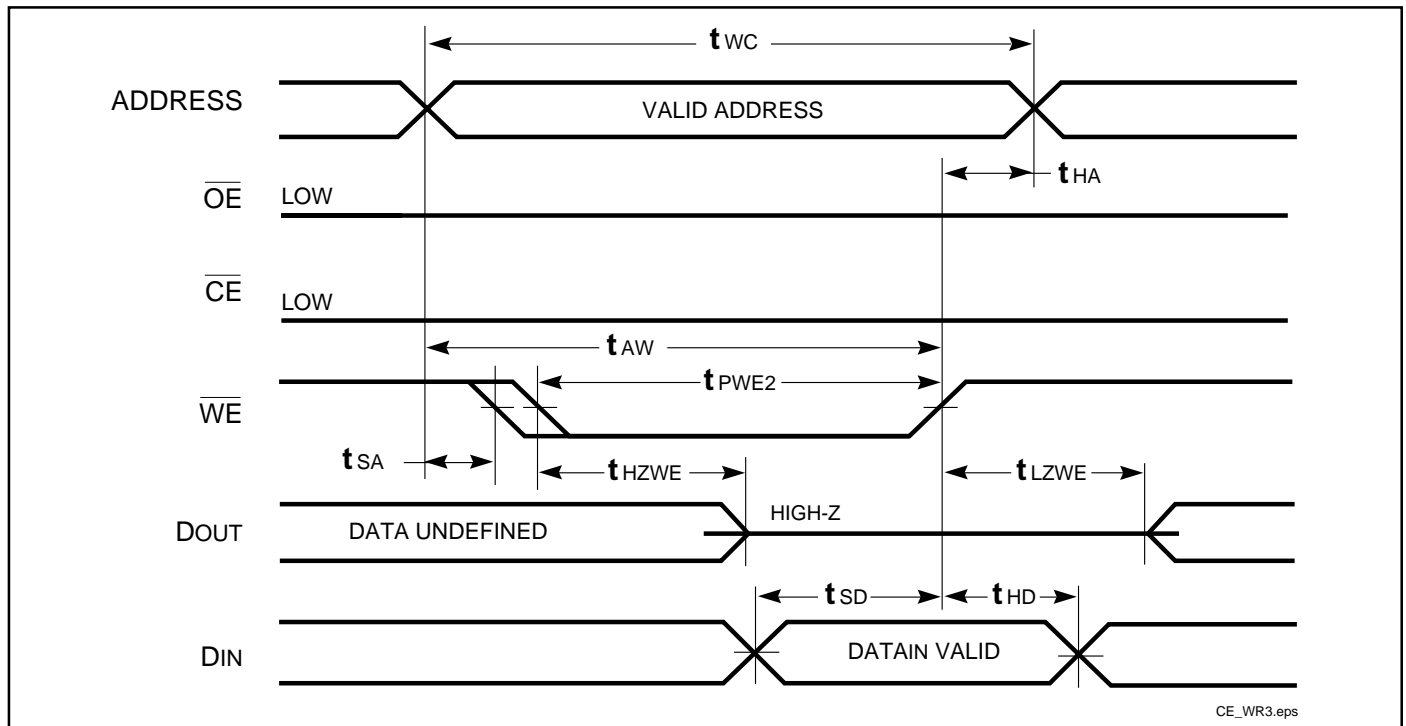 tWC
ADDRESS
VALID ADDRESS
tHA
OE
LOW
CE
LOW
tAW
tPWE2
WE
tSA
tHZWE
tLZWE
DOUT
DATA UNDEFINED
HIGH-Z
tSD
tHD
DIN
DATAIN VALID
CE_WR3.eps